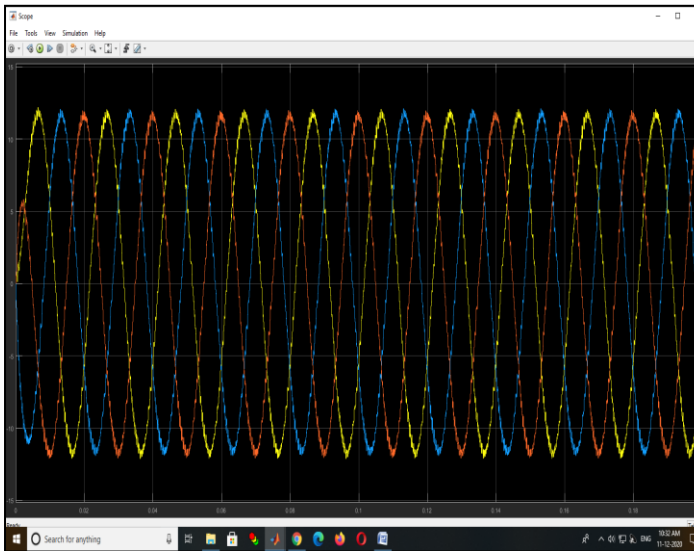 Scope
File Tools View Simulation Help
15
10
5
0
-5
-10
-15
0 0.02 0.04 0.06 0.08 0.1 0.12 0.14 0.16 0.18
Ready
Search for anything
ENG
10:32 AM
11-12-2020